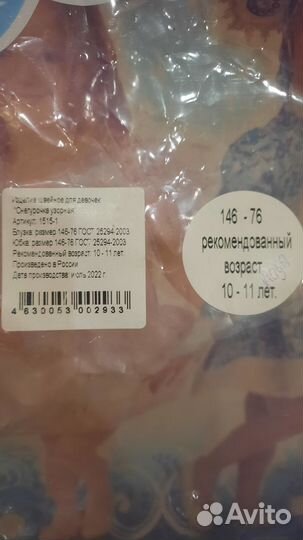 Изделие швейное для девочек
"Снегурочка узорная"
Артикул: 1515-1
Блузка: размер 146-76 ГОСТ 25294-2003
Юбка: размер 146-76 ГОСТ 25294-2003
Рекомендованный возраст: 10 - 11 лет
Произведено в России
Дата производства: июль 2022 г.
4 630053 002933
146 - 76
рекомендованный
возраст
10 - 11 лет.
Avito